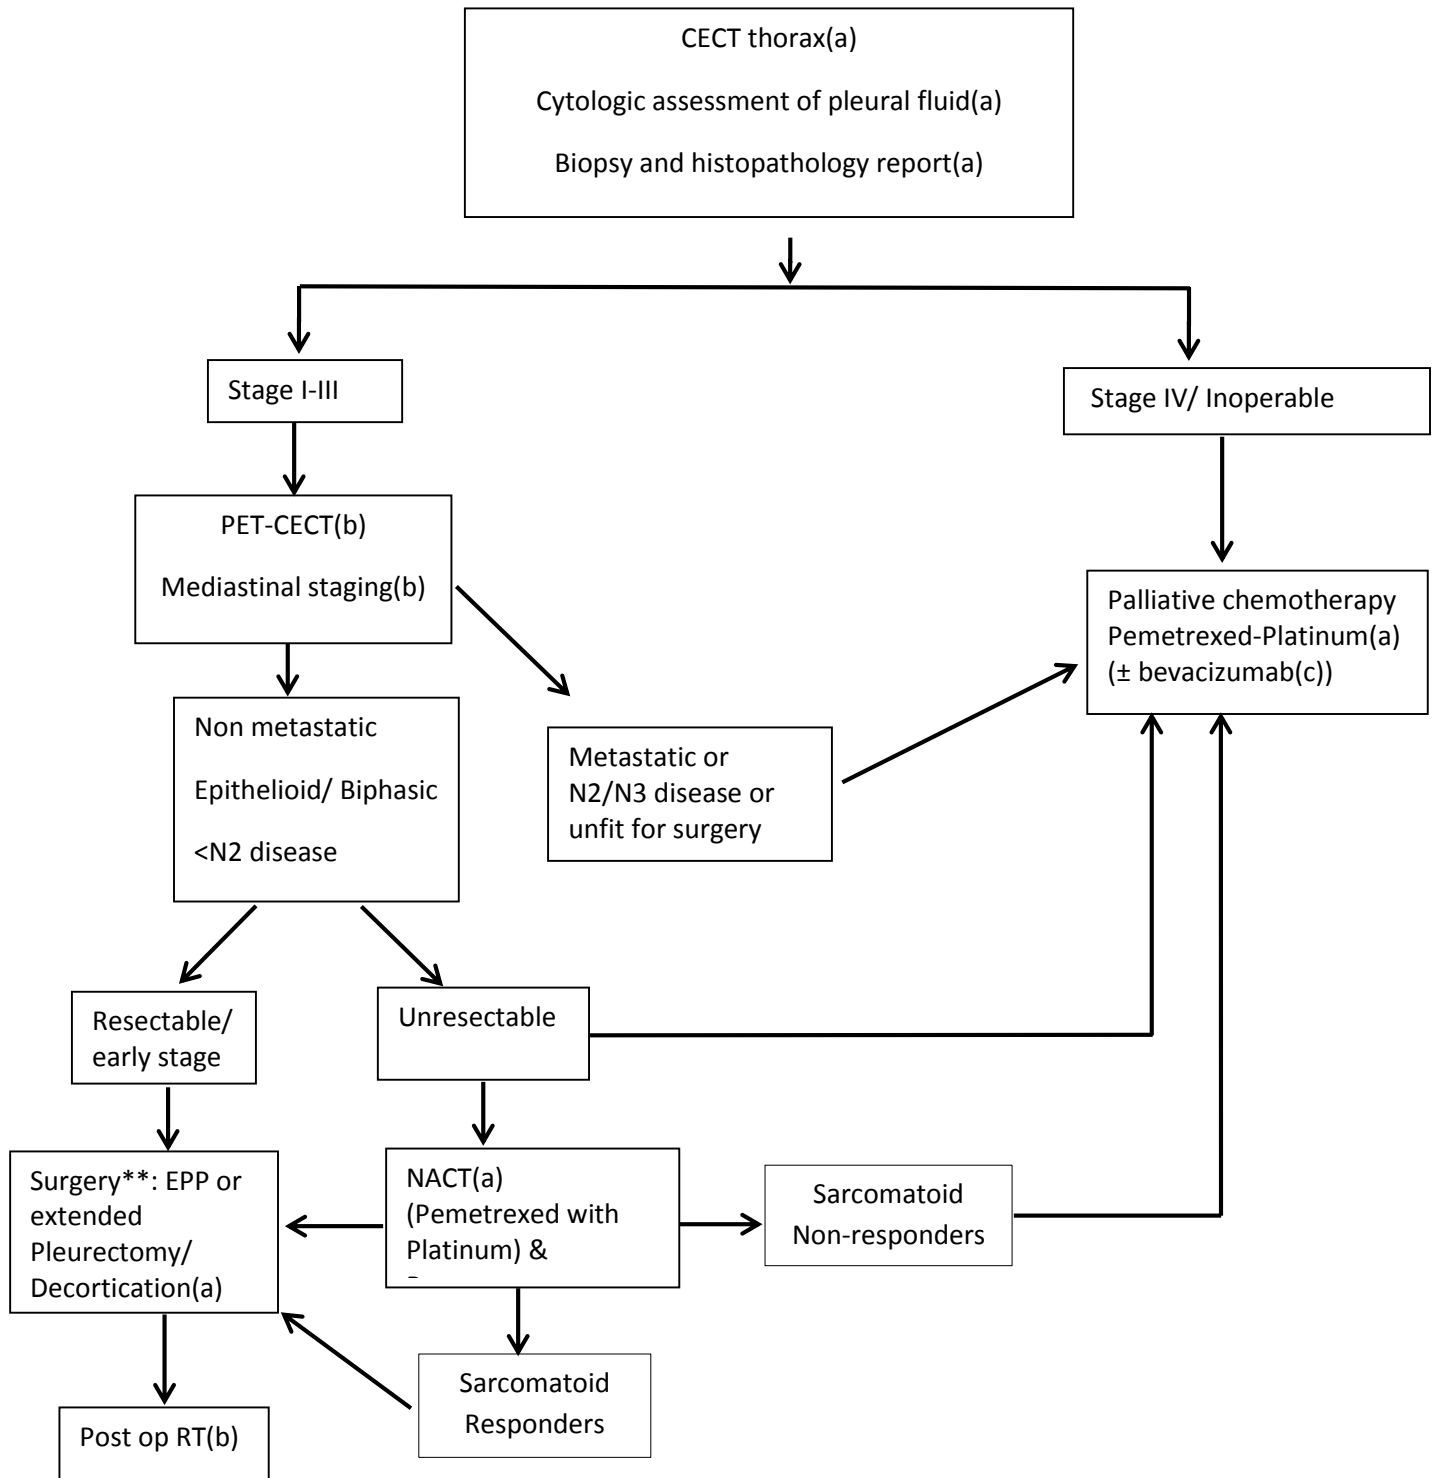 CECT thorax(a)
Cytologic assessment of pleural fluid(a)
Biopsy and histopathology report(a)
Stage I-III
Stage IV/ Inoperable
PET-CECT(b)
Mediastinal staging(b)
Palliative chemotherapy
Pemetrexed-Platinum(a)
(± bevacizumab(c))
Non metastatic
Epithelioid/ Biphasic
<N2 disease
Metastatic or
N2/N3 disease or
unfit for surgery
Resectable/
early stage
Unresectable
Surgery**: EPP or
extended
Pleurectomy/
Decortication(a)
NACT(a)
(Pemetrexed with
Platinum) &
Sarcomatoid
Non-responders
Sarcomatoid
Responders
Post op RT(b)